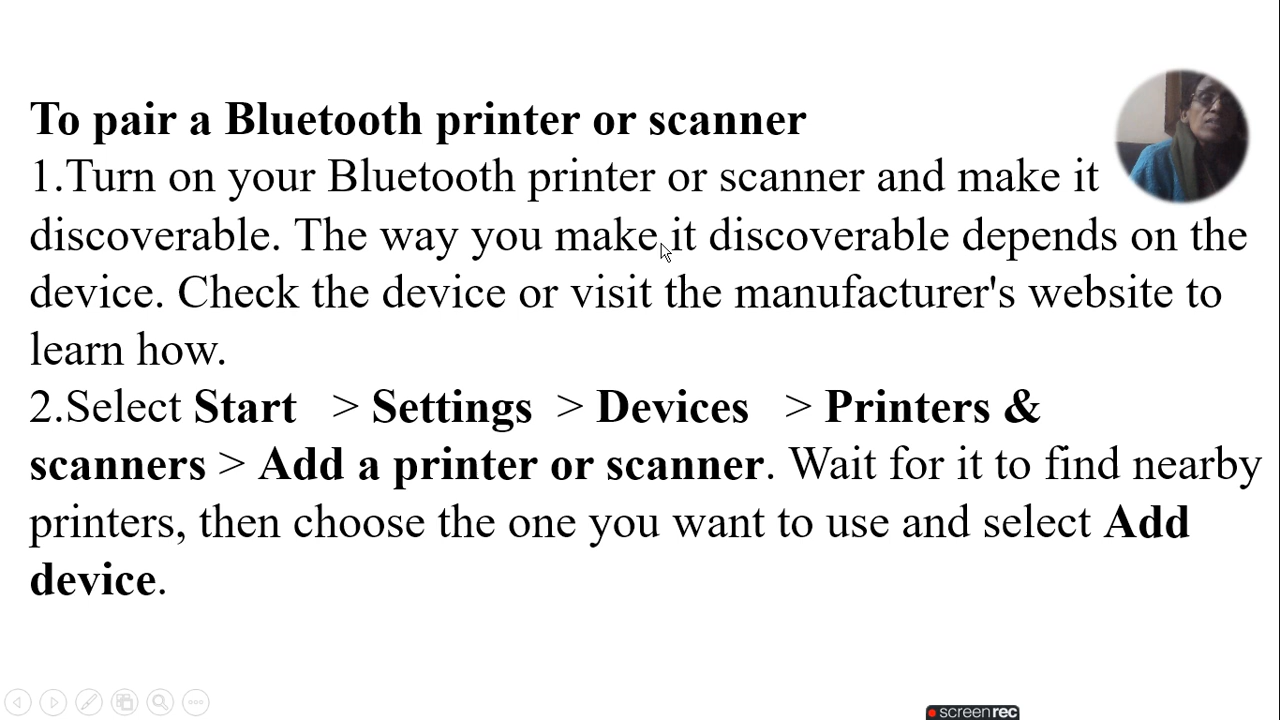 To pair a Bluetooth printer or scanner
1.Turn on your Bluetooth printer or scanner and make it
discoverable. The way you make it discoverable depends on the
device. Check the device or visit the manufacturer's website to
learn how.
2.Select Start > Settings > Devices > Printers &
scanners > Add a printer or scanner. Wait for it to find nearby
printers, then choose the one you want to use and select Add
device.
screenrec